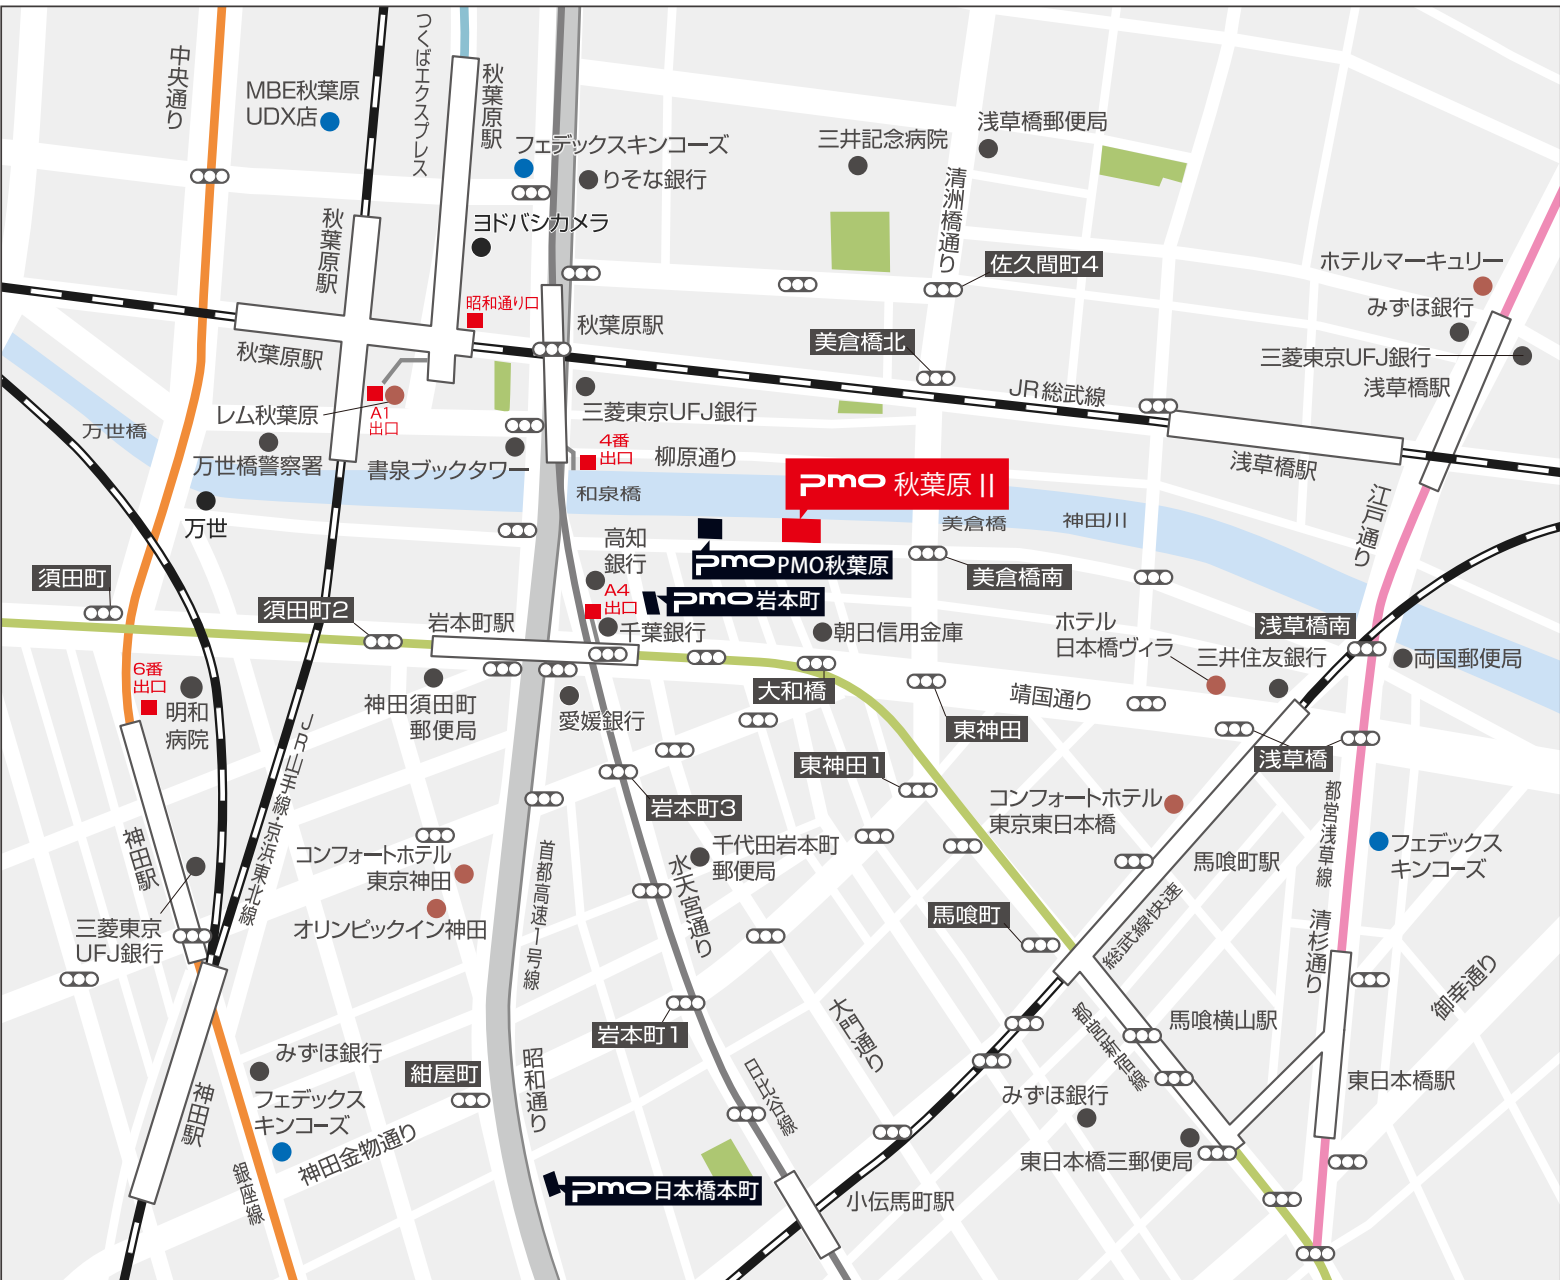 中央通り
MBE秋葉原
UDX店
つくばエクスプレス
秋葉原駅
フェデックスキンコーズ
りそな銀行
ヨドバシカメラ
三井記念病院
浅草橋郵便局
清洲橋通り
佐久間町4
ホテルマーキュリー
みずほ銀行
三菱東京UFJ銀行
浅草橋駅
秋葉原駅
昭和通り口
秋葉原駅
秋葉原駅
美倉橋北
JR総武線
レム秋葉原
A1
出口
三菱東京UFJ銀行
万世橋
万世橋警察署
書泉ブックタワー
4番
出口
柳原通り
浅草橋駅
江戸通り
万世
和泉橋
pmo 秋葉原 II
美倉橋
神田川
高知
銀行
pmo PMO秋葉原
美倉橋南
須田町
須田町2
A4
出口
pmo 岩本町
岩本町駅
千葉銀行
朝日信用金庫
ホテル
日本橋ヴィラ
浅草橋南
三井住友銀行
両国郵便局
6番
出口
明和
病院
神田須田町
郵便局
愛媛銀行
大和橋
靖国通り
東神田
浅草橋
JR山手線・京浜東北線
東神田1
岩本町3
コンフォートホテル
東京東日本橋
都営浅草線
フェデックス
キンコーズ
神田駅
コンフォートホテル
東京神田
首都高速1号線
水天宮通り
千代田岩本町
郵便局
馬喰町駅
三菱東京
UFJ銀行
オリンピックイン神田
馬喰町
総武線快速
清杉通り
御幸通り
岩本町1
大門通り
都営新宿線
馬喰横山駅
みずほ銀行
紺屋町
昭和通り
日比谷線
東日本橋駅
神田駅
フェデックス
キンコーズ
神田金物通り
みずほ銀行
東日本橋三郵便局
銀座線
pmo 日本橋本町
小伝馬町駅